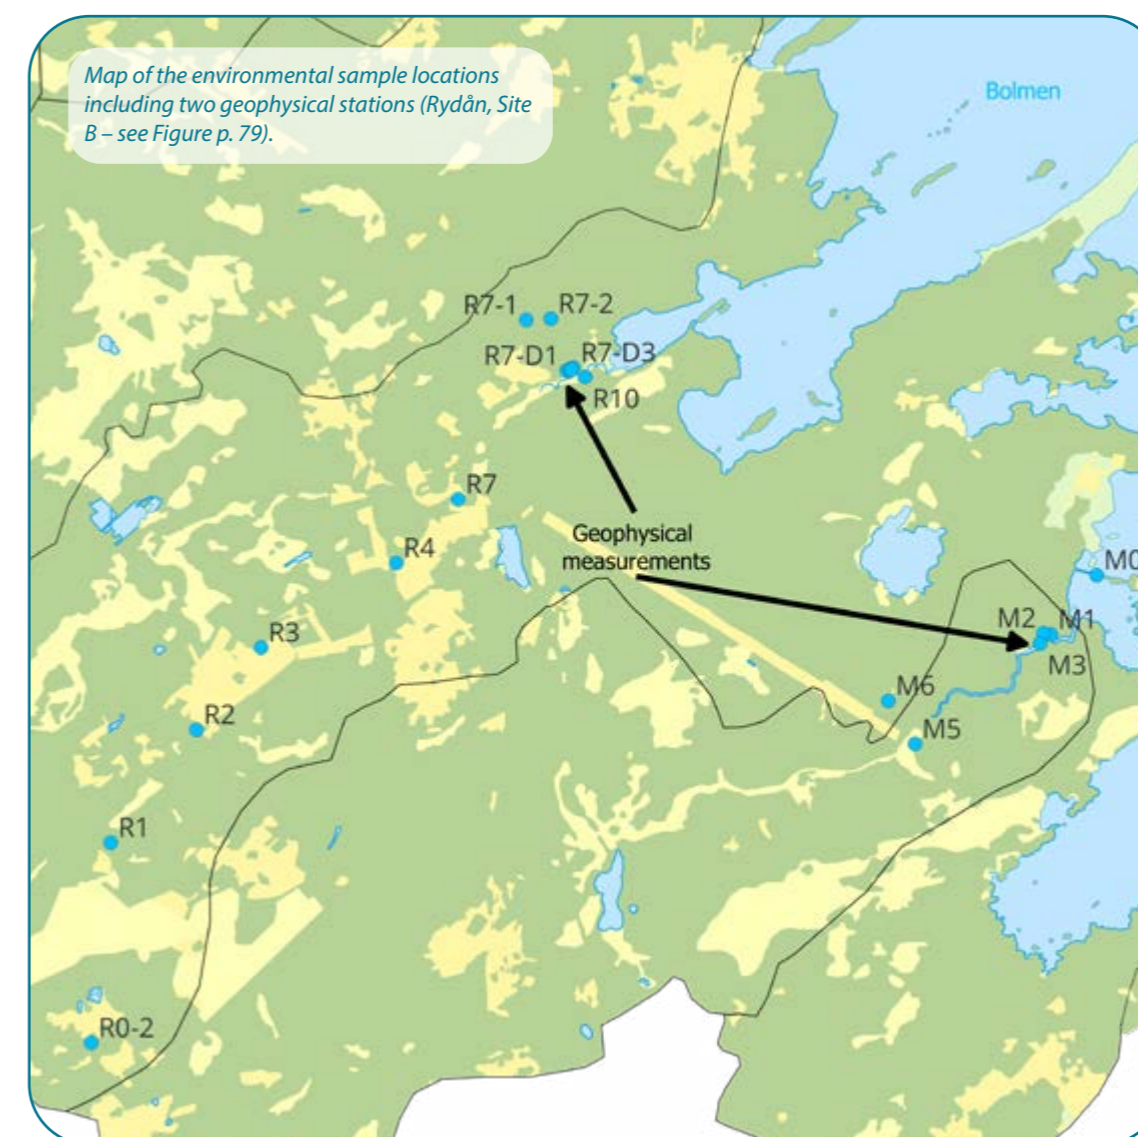 Map of the environmental sample locations
including two geophysical stations (Rydån, Site
B – see Figure p. 79).
Bolmen
R7-1
R7-2
R7-D1
R7-D3
R10
R7
Geophysical
measurements
R4
M0
M2
M1
R3
M3
M6
R2
M5
R1
R0-2